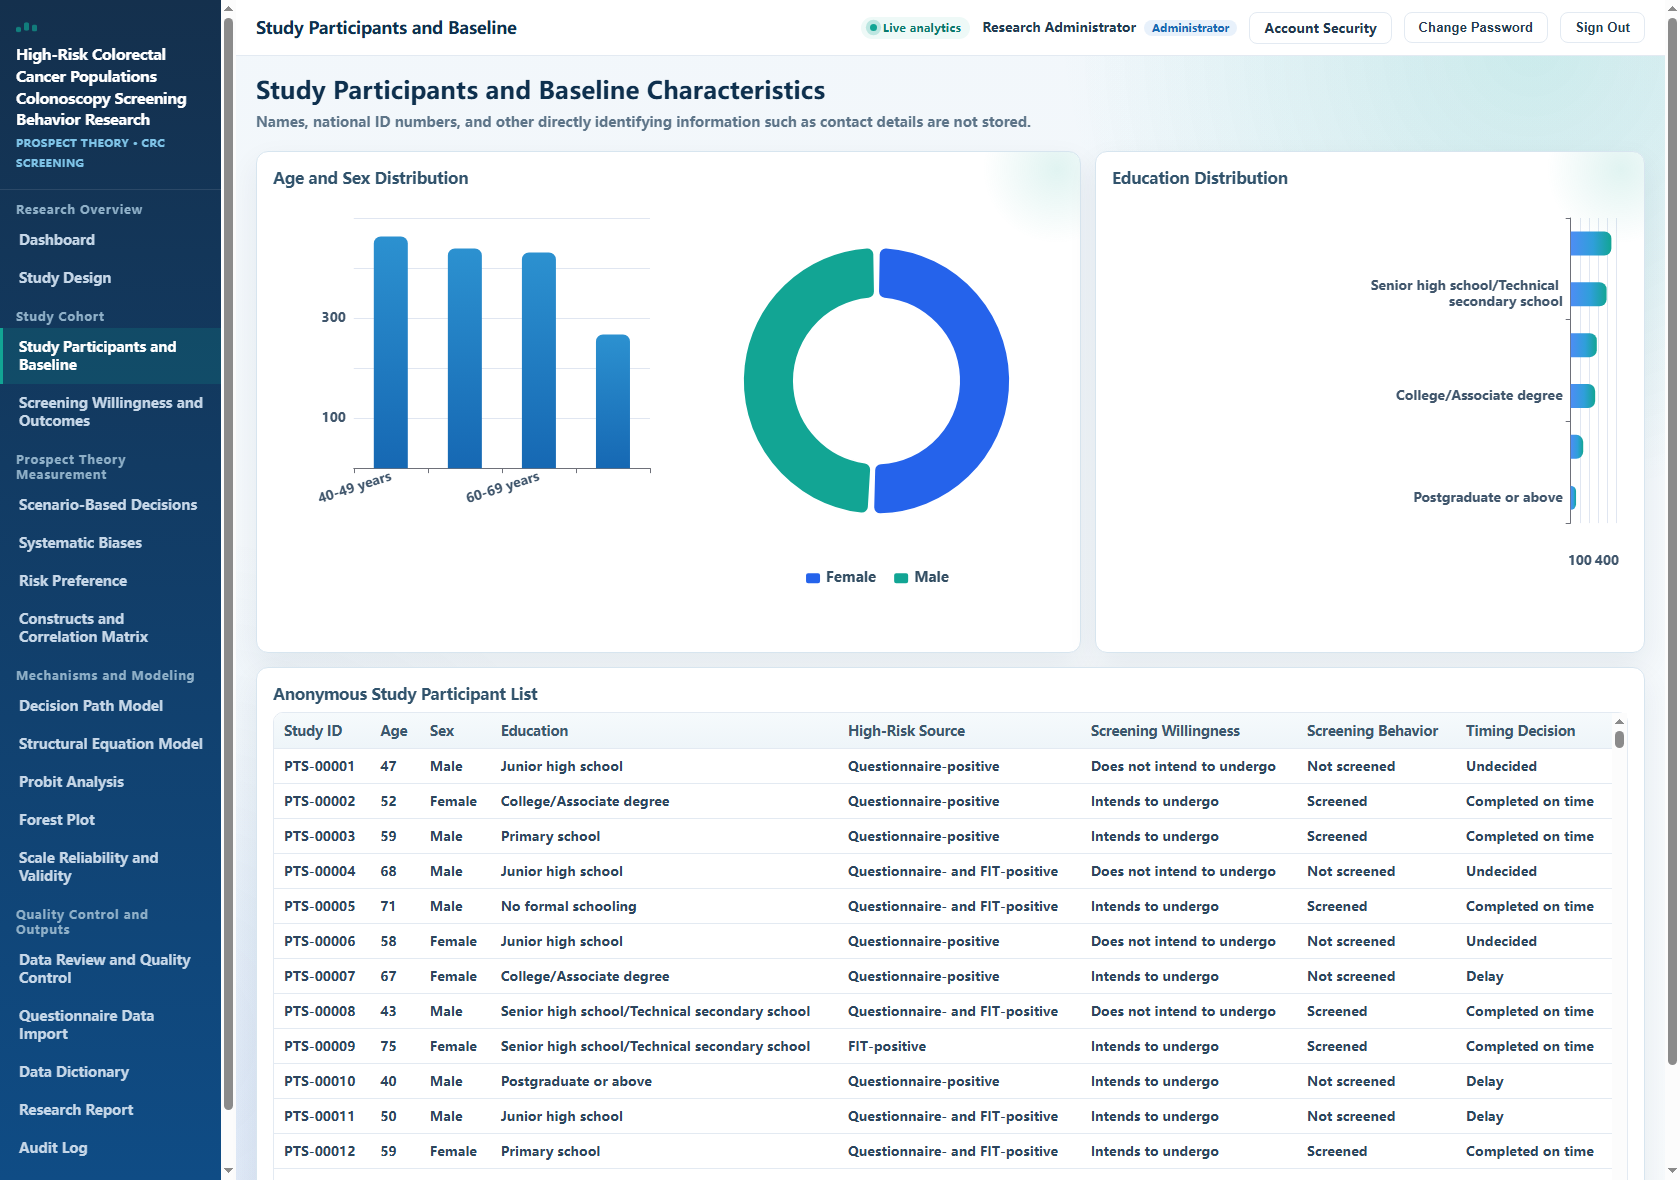 High-Risk Colorectal
Cancer Populations
Colonoscopy Screening
Behavior Research
PROSPECT THEORY • CRC
SCREENING
Research Overview
Dashboard
Study Design
Study Cohort
Study Participants and
Baseline
Screening Willingness and
Outcomes
Prospect Theory
Measurement
Scenario-Based Decisions
Systematic Biases
Risk Preference
Constructs and
Correlation Matrix
Mechanisms and Modeling
Decision Path Model
Structural Equation Model
Probit Analysis
Forest Plot
Scale Reliability and
Validity
Quality Control and
Outputs
Data Review and Quality
Control
Questionnaire Data
Import
Data Dictionary
Research Report
Audit Log
Study Participants and Baseline
Live analytics Research Administrator Administrator Account Security Change Password Sign Out
Study Participants and Baseline Characteristics
Names, national ID numbers, and other directly identifying information such as contact details are not stored.
Age and Sex Distribution
300
100
40-49 years 60-69 years
Female Male
Education Distribution
Senior high school/Technical
secondary school
College/Associate degree
Postgraduate or above
100 400
Anonymous Study Participant List
Study ID Age Sex Education High-Risk Source Screening Willingness Screening Behavior Timing Decision
PTS-00001 47 Male Junior high school Questionnaire-positive Does not intend to undergo Not screened Undecided
PTS-00002 52 Female College/Associate degree Questionnaire-positive Intends to undergo Screened Completed on time
PTS-00003 59 Male Primary school Questionnaire-positive Intends to undergo Screened Completed on time
PTS-00004 68 Male Junior high school Questionnaire- and FIT-positive Does not intend to undergo Not screened Undecided
PTS-00005 71 Male No formal schooling Questionnaire- and FIT-positive Intends to undergo Screened Completed on time
PTS-00006 58 Female Junior high school Questionnaire-positive Does not intend to undergo Not screened Undecided
PTS-00007 67 Female College/Associate degree Questionnaire-positive Intends to undergo Not screened Delay
PTS-00008 43 Male Senior high school/Technical secondary school Questionnaire- and FIT-positive Does not intend to undergo Screened Completed on time
PTS-00009 75 Female Senior high school/Technical secondary school FIT-positive Intends to undergo Screened Completed on time
PTS-00010 40 Male Postgraduate or above Questionnaire-positive Intends to undergo Not screened Delay
PTS-00011 50 Male Junior high school Questionnaire- and FIT-positive Intends to undergo Not screened Delay
PTS-00012 59 Female Primary school Questionnaire- and FIT-positive Intends to undergo Screened Completed on time